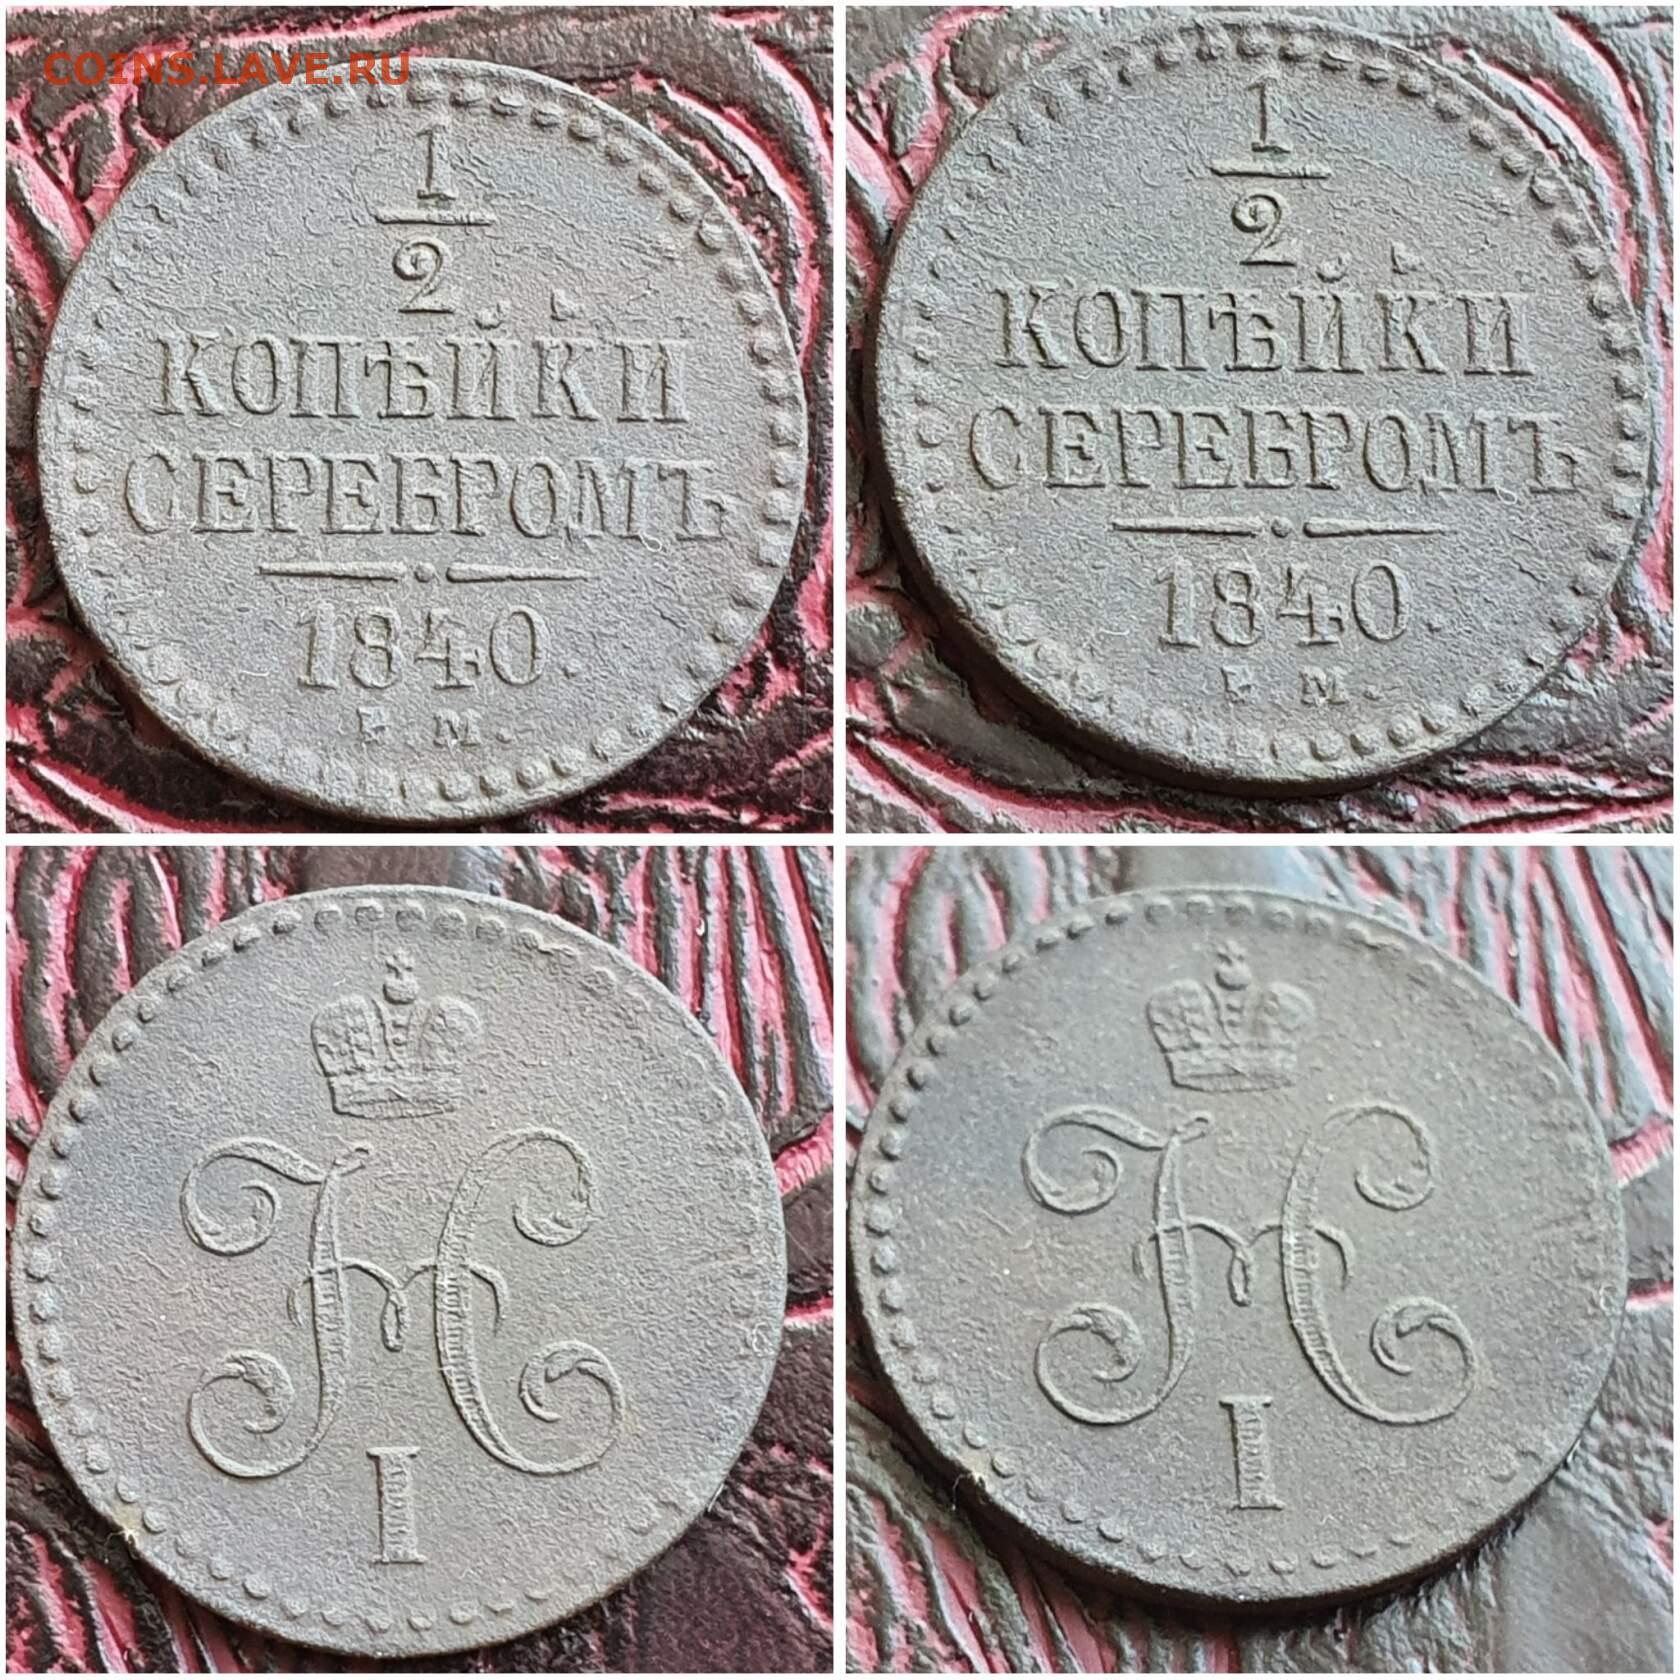 COINS.LAVE.RU
1
2
КОПѢЙКИ
СЕРЕБРОМЪ
1840.
Е.М.
1
2
КОПѢЙКИ
СЕРЕБРОМЪ
1840.
Е.М.
Н
I
Н
I